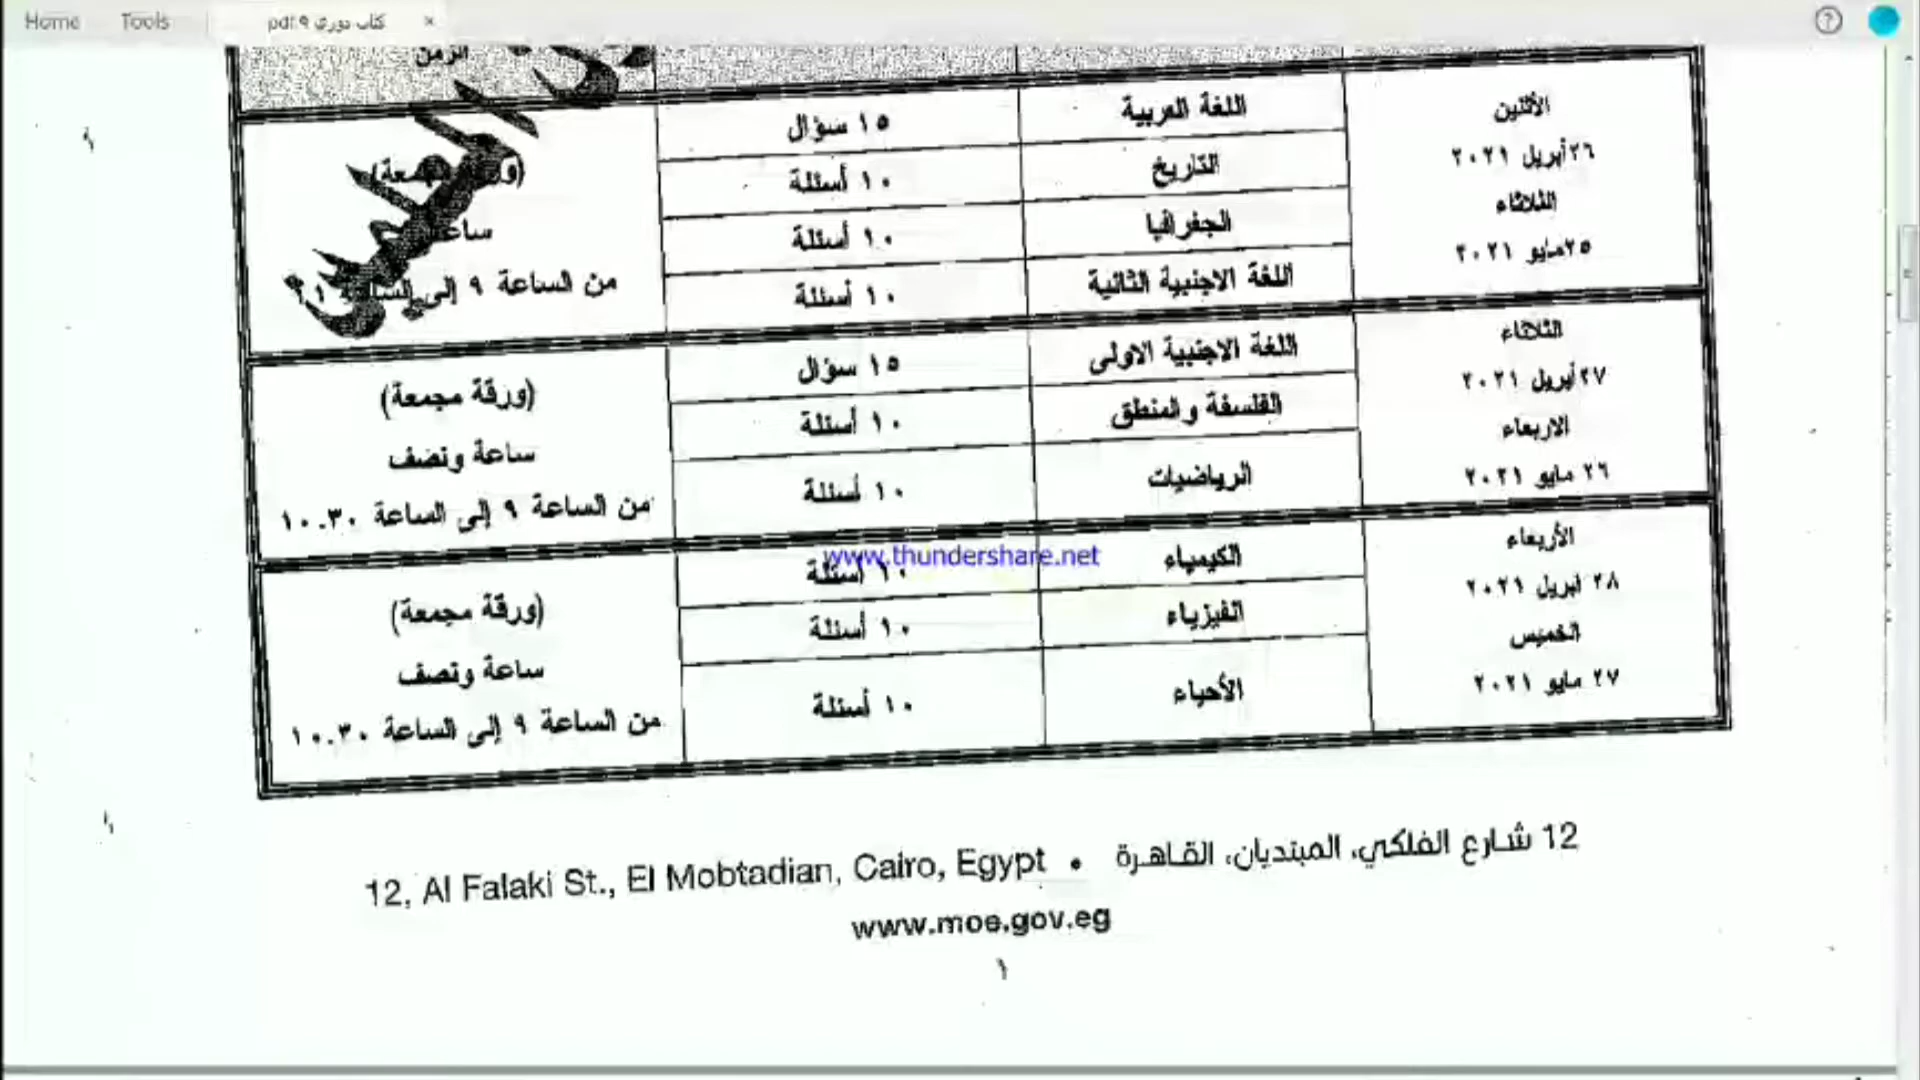 Home Tools كتاب دوري ٩.pdf ×
الزمن
الأثنين
٢٦أبريل ٢٠٢١
الثلاثاء
٢٥مايو ٢٠٢١
اللغة العربية ١٥ سؤال
التاريخ ١٠ أسئلة
الجغرافيا ١٠ أسئلة
اللغة الاجنبية الثانية ١٠ أسئلة
من الساعة ٩ إلى
الثلاثاء
٢٧أبريل ٢٠٢١
الاربعاء
٢٦ مايو ٢٠٢١
اللغة الاجنبية الاولى ١٥ سؤال
الفلسفة والمنطق ١٠ أسئلة
الرياضيات ١٠ أسئلة
(ورقة مجمعة)
ساعة ونصف
من الساعة ٩ إلى الساعة ١٠.٣٠
الأربعاء
٢٨ ابريل ٢٠٢١
الخميس
٢٧ مايو ٢٠٢١
الكيمياء ١٠ أسئلة
www.thundershare.net
الفيزياء ١٠ أسئلة
الأحياء ١٠ أسئلة
(ورقة مجمعة)
ساعة ونصف
من الساعة ٩ إلى الساعة ١٠.٣٠
12 شارع الفلكي، المبتديان، القاهرة • 12, Al Falaki St., El Mobtadian, Cairo, Egypt
www.moe.gov.eg
١